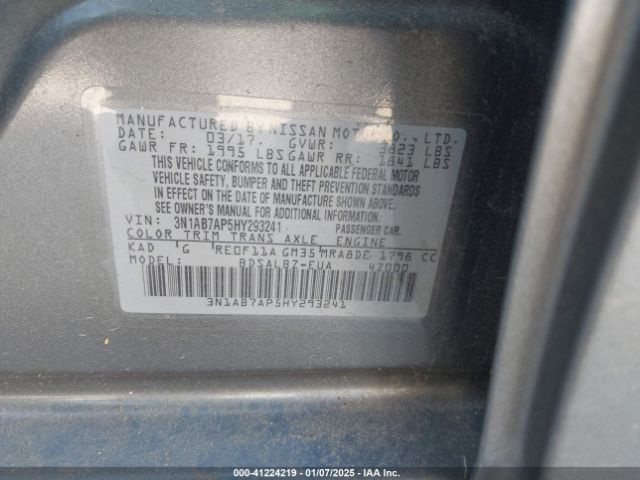 MANUFACTURED BY NISSAN MOTOR CO., LTD.
DATE: 03/17. GVWR: 3823 LBS
GAWR FR: 1995 LBS GAWR RR: 1841 LBS
THIS VEHICLE CONFORMS TO ALL APPLICABLE FEDERAL MOTOR
VEHICLE SAFETY, BUMPER AND THEFT PREVENTION STANDARDS
IN EFFECT ON THE DATE OF MANUFACTURE SHOWN ABOVE.
SEE OWNER'S MANUAL FOR ADDITIONAL INFORMATION.
VIN: 3N1AB7AP5HY293241 PASSENGER CAR.
COLOR TRIM TRANS AXLE ENGINE
KAD G RE0F11A GM35 MRA8DE 1798 CC
MODEL BDSALBZ-EUA 42000
3N1AB7AP5HY293241
000-41224219 - 01/07/2025 - IAA Inc.